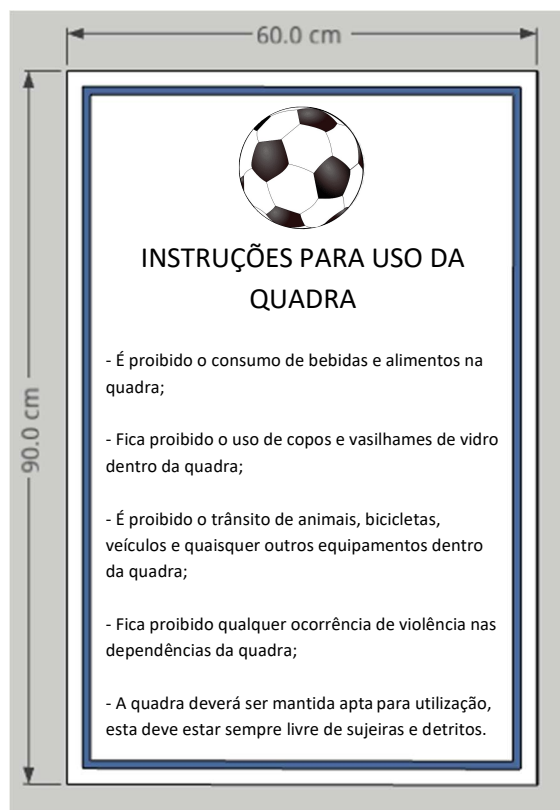 60.0 cm
90.0 cm
INSTRUÇÕES PARA USO DA
QUADRA
- É proibido o consumo de bebidas e alimentos na
quadra;
- Fica proibido o uso de copos e vasilhames de vidro
dentro da quadra;
- É proibido o trânsito de animais, bicicletas,
veículos e quaisquer outros equipamentos dentro
da quadra;
- Fica proibido qualquer ocorrência de violência nas
dependências da quadra;
- A quadra deverá ser mantida apta para utilização,
esta deve estar sempre livre de sujeiras e detritos.